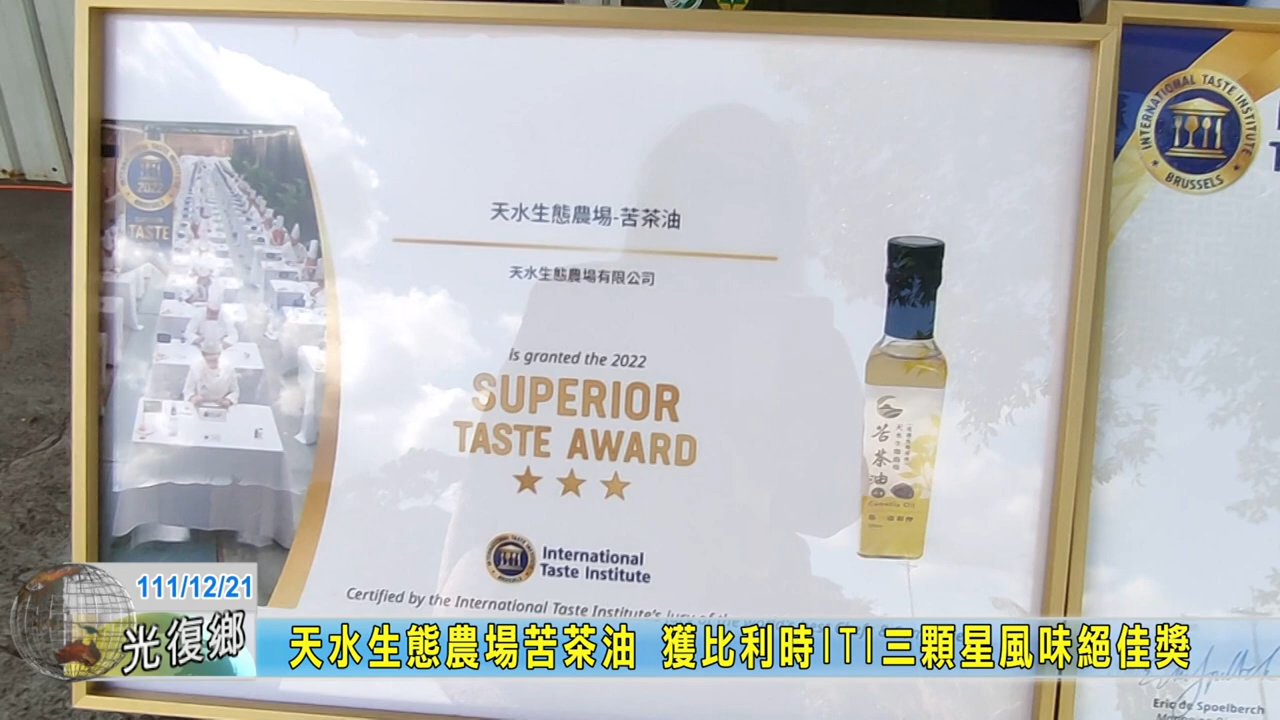 2022
TASTE
天水生態農場-苦茶油
天水生態農場有限公司
is granted the 2022
SUPERIOR
TASTE AWARD
International
Taste Institute
BRUSSELS
Certified by the International Taste Institute's jury of the
苦茶油
Camellia Oil
INTERNATIONAL TASTE INSTITUTE
BRUSSELS
Eric de Spoelberch
111/12/21
光復鄉
天水生態農場苦茶油 獲比利時ITI三顆星風味絕佳獎